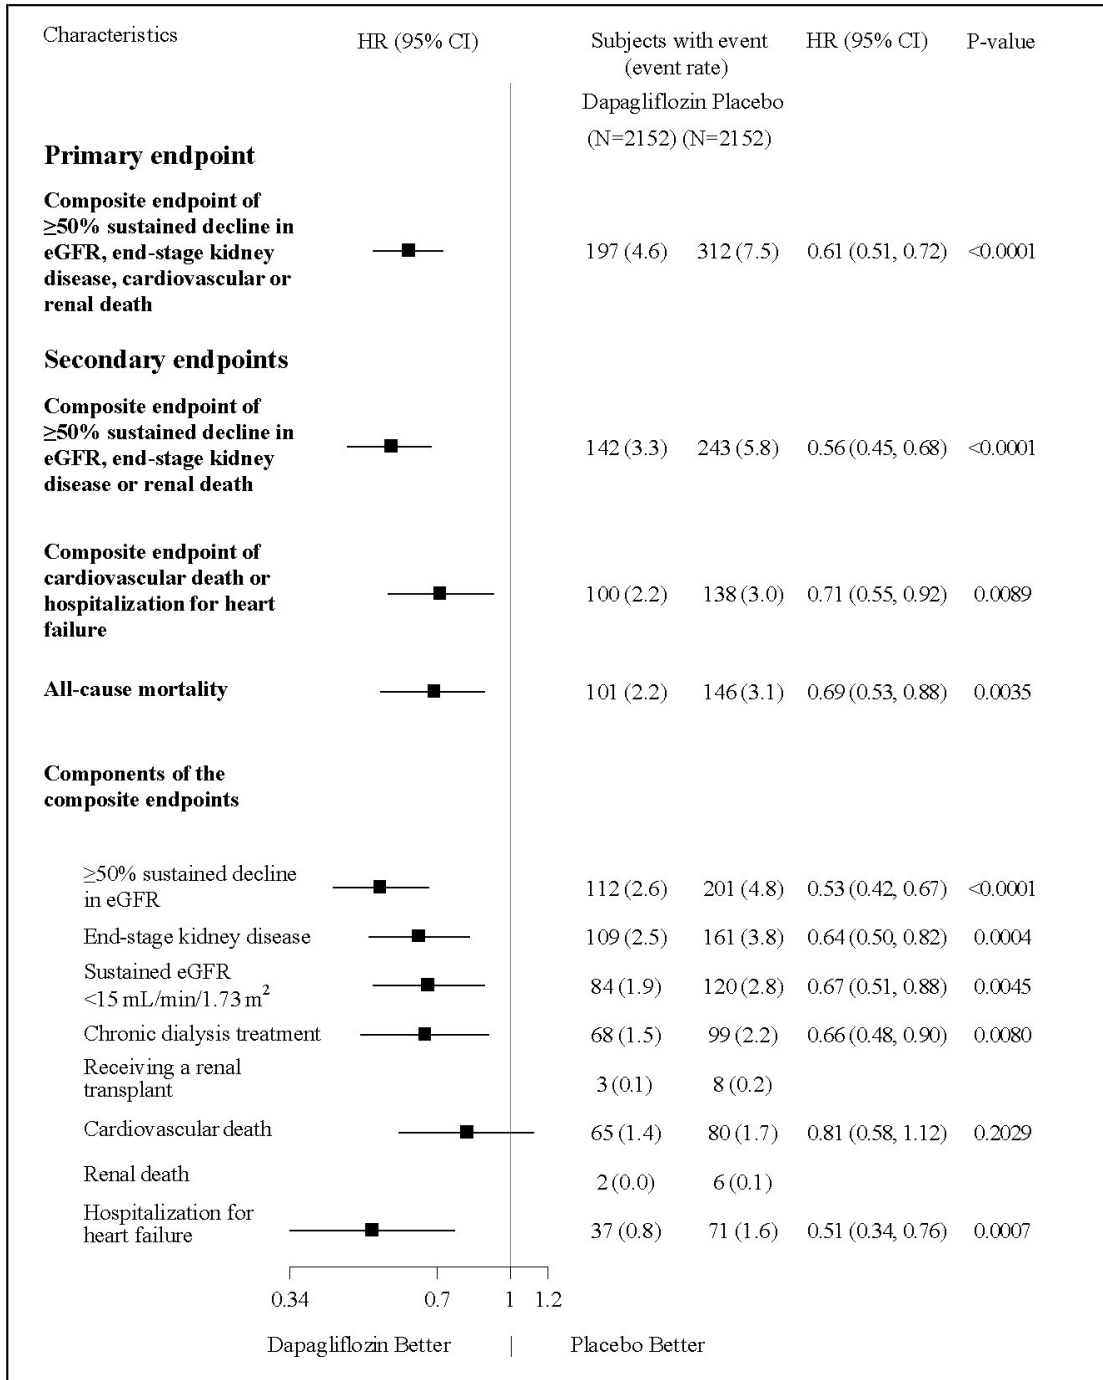 Characteristics
HR (95% CI)
Subjects with event
(event rate)
HR (95% CI)
P-value
Dapagliflozin Placebo
(N=2152) (N=2152)
Primary endpoint
Composite endpoint of
≥50% sustained decline in
eGFR, end-stage kidney
disease, cardiovascular or
renal death
197 (4.6) 312 (7.5) 0.61 (0.51, 0.72) <0.0001
Secondary endpoints
Composite endpoint of
≥50% sustained decline in
eGFR, end-stage kidney
disease or renal death
142 (3.3) 243 (5.8) 0.56 (0.45, 0.68) <0.0001
Composite endpoint of
cardiovascular death or
hospitalization for heart
failure
100 (2.2) 138 (3.0) 0.71 (0.55, 0.92) 0.0089
All-cause mortality 101 (2.2) 146 (3.1) 0.69 (0.53, 0.88) 0.0035
Components of the
composite endpoints
≥50% sustained decline
in eGFR
112 (2.6) 201 (4.8) 0.53 (0.42, 0.67) <0.0001
End-stage kidney disease 109 (2.5) 161 (3.8) 0.64 (0.50, 0.82) 0.0004
Sustained eGFR
<15 mL/min/1.73 m²
84 (1.9) 120 (2.8) 0.67 (0.51, 0.88) 0.0045
Chronic dialysis treatment 68 (1.5) 99 (2.2) 0.66 (0.48, 0.90) 0.0080
Receiving a renal
transplant
3 (0.1) 8 (0.2)
Cardiovascular death 65 (1.4) 80 (1.7) 0.81 (0.58, 1.12) 0.2029
Renal death 2 (0.0) 6 (0.1)
Hospitalization for
heart failure
37 (0.8) 71 (1.6) 0.51 (0.34, 0.76) 0.0007
0.34 0.7 1 1.2
Dapagliflozin Better | Placebo Better